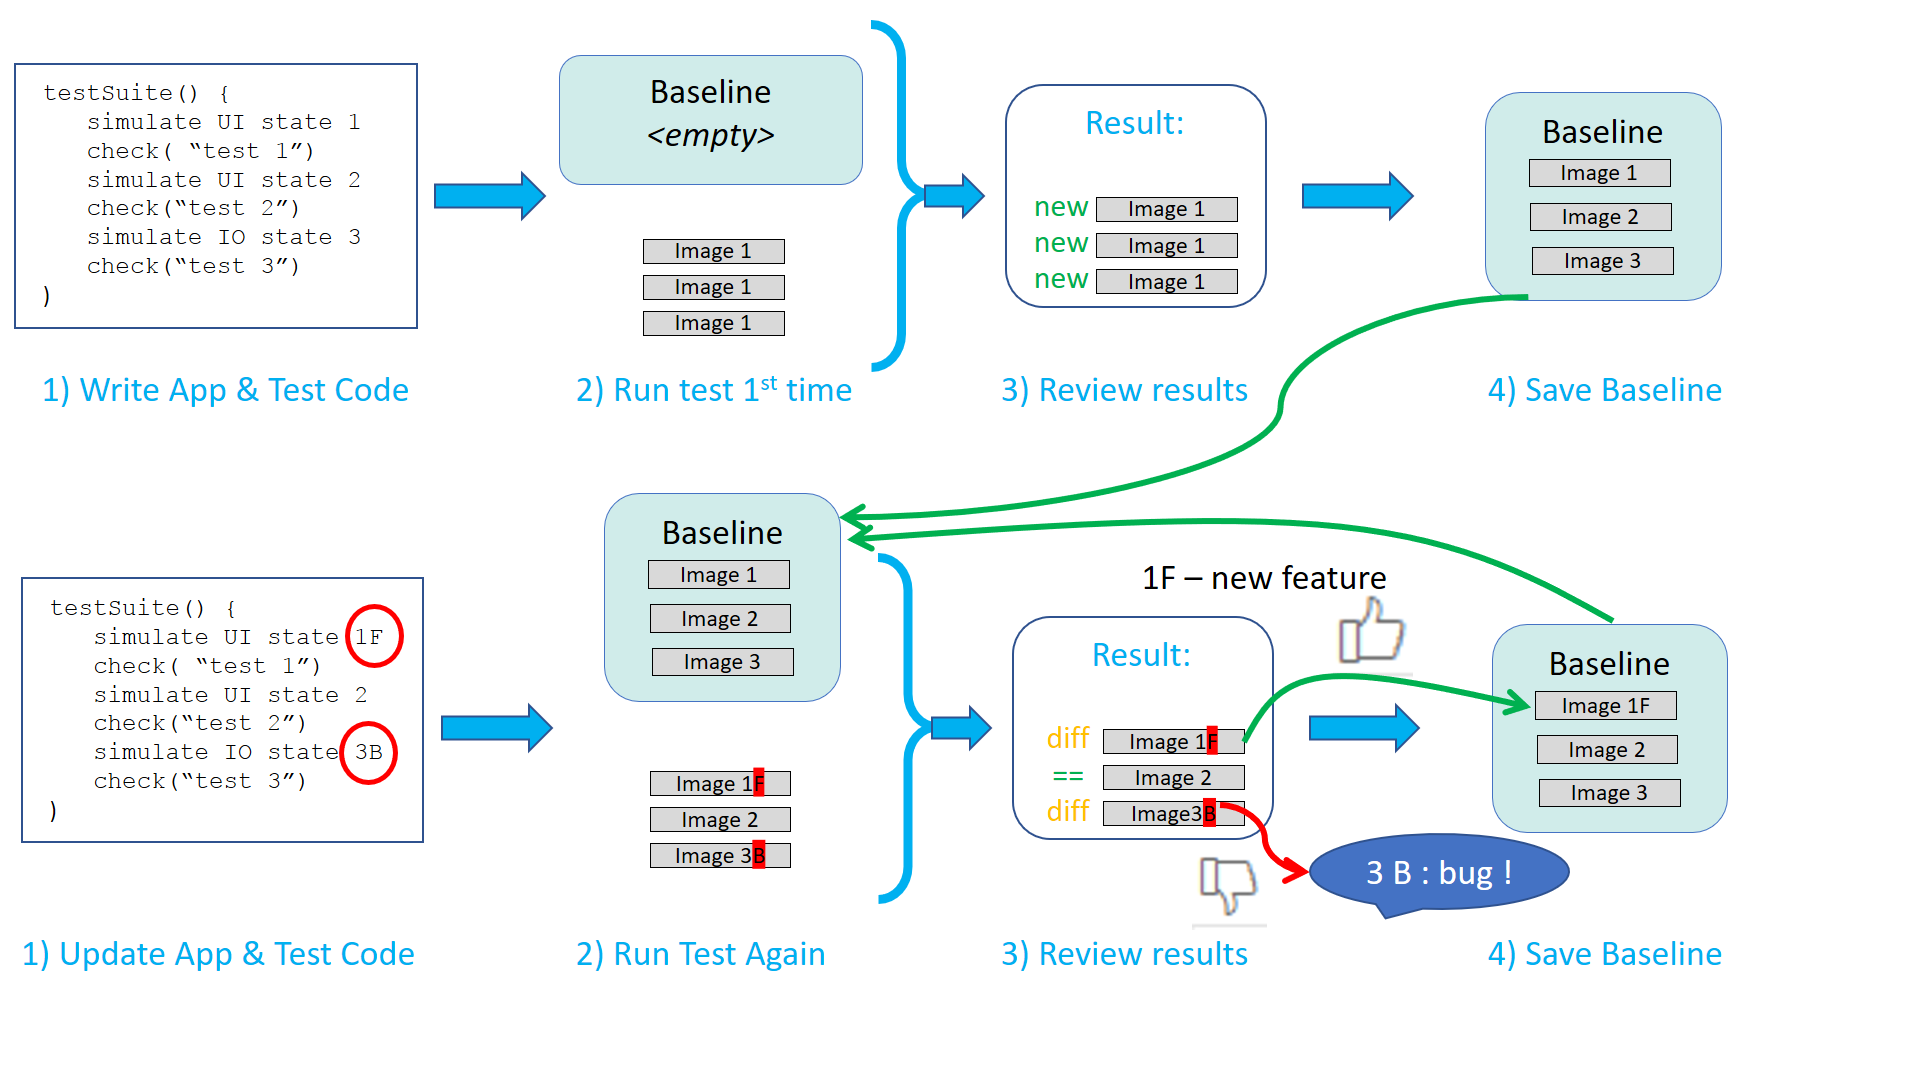 testSuite() {
simulate UI state 1
check( “test 1”)
simulate UI state 2
check(“test 2”)
simulate IO state 3
check(“test 3”)
)
1) Write App & Test Code
Baseline
<empty>
Image 1
Image 1
Image 1
2) Run test 1st time
Result:
new Image 1
new Image 1
new Image 1
3) Review results
Baseline
Image 1
Image 2
Image 3
4) Save Baseline
testSuite() {
simulate UI state 1F
check( “test 1”)
simulate UI state 2
check(“test 2”)
simulate IO state 3B
check(“test 3”)
)
1) Update App & Test Code
Baseline
Image 1
Image 2
Image 3
Image 1F
Image 2
Image 3B
2) Run Test Again
1F – new feature
Result:
diff Image 1F
== Image 2
diff Image3B
3 B : bug !
3) Review results
Baseline
Image 1F
Image 2
Image 3
4) Save Baseline